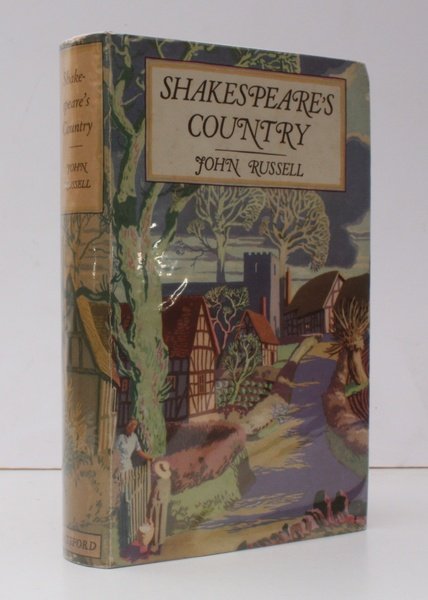 Shake-
speare's
Country
JOHN
RUSSELL
SHAKESPEARE'S
COUNTRY
JOHN RUSSELL